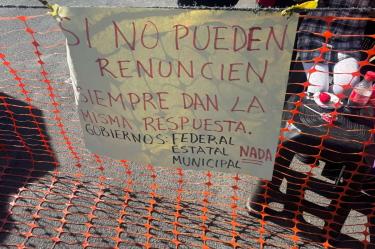 SI NO PUEDEN
RENUNCIEN
SIEMPRE DAN LA
MISMA RESPUESTA.
GOBIERNOS FEDERAL
ESTATAL NADA
MUNICIPAL